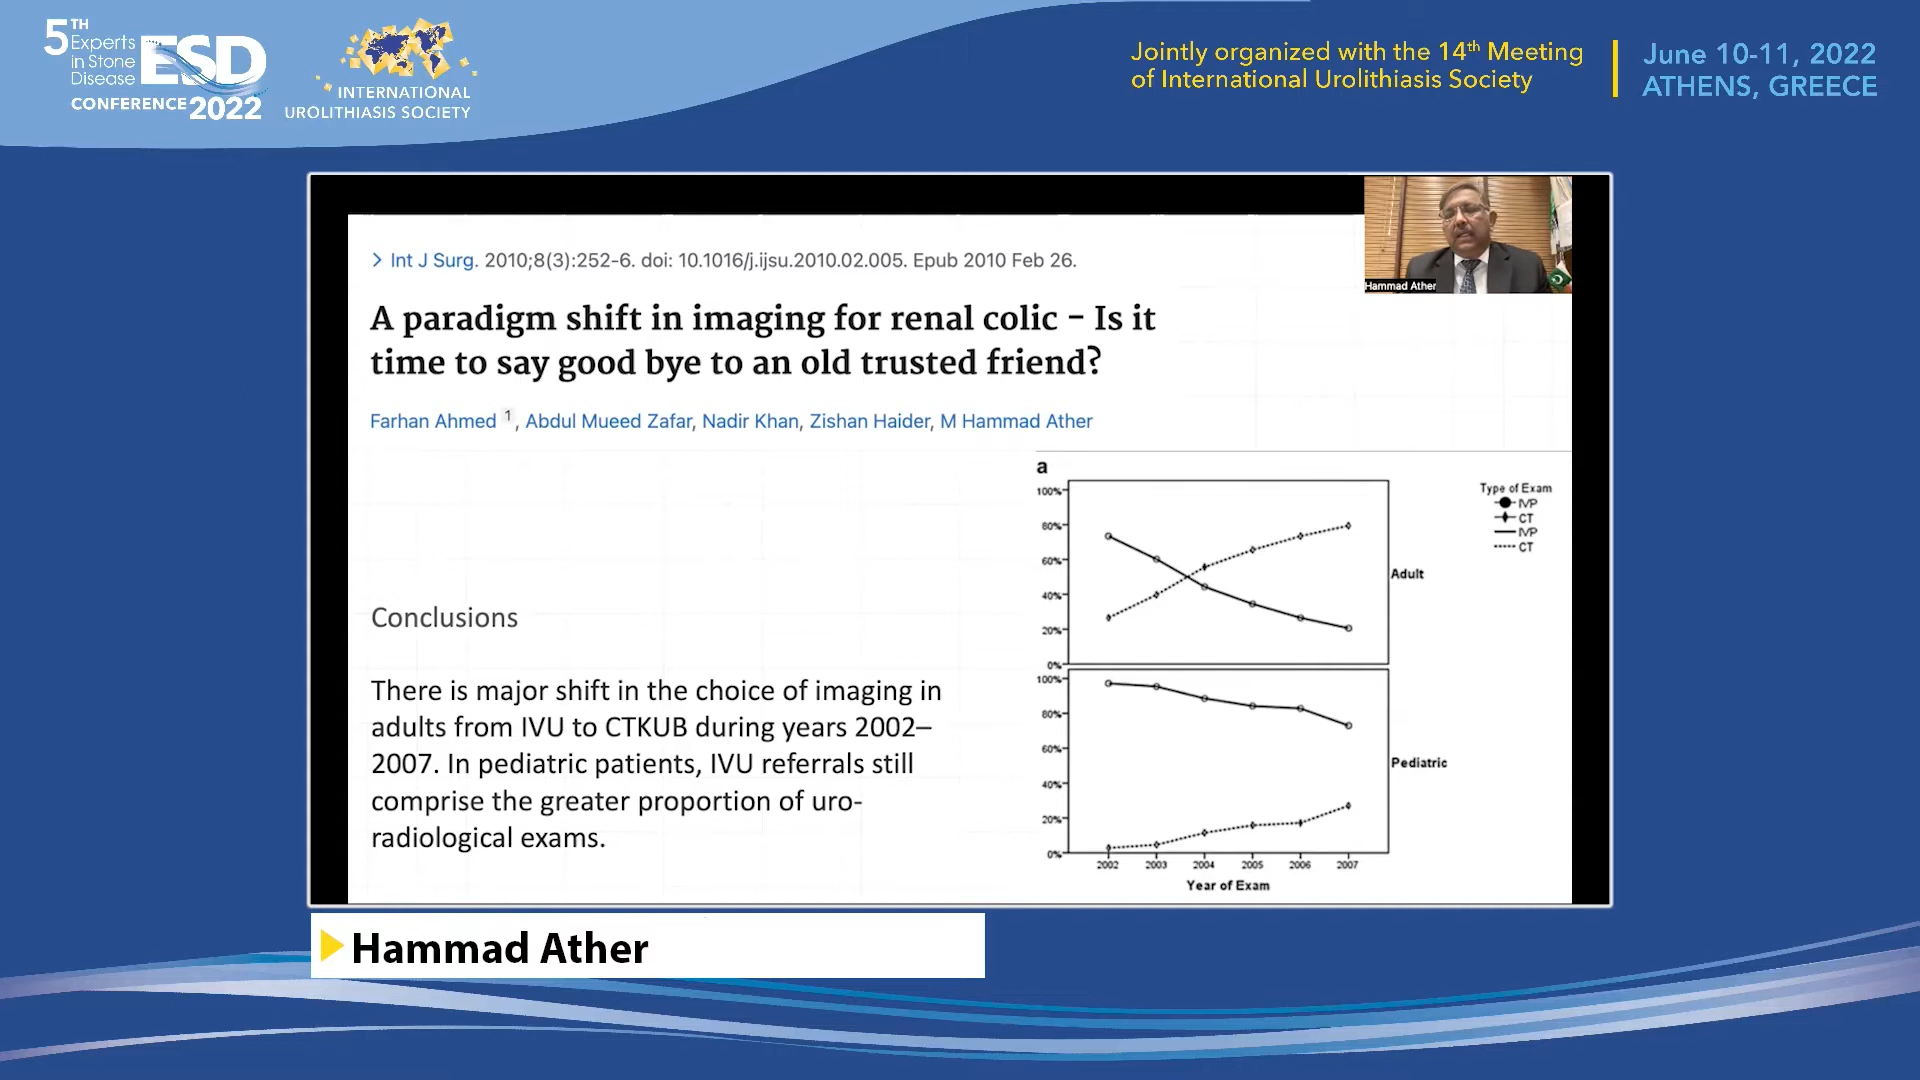 5TH
Experts
in Stone
Disease
ESD
CONFERENCE 2022
INTERNATIONAL
UROLITHIASIS SOCIETY
Jointly organized with the 14th Meeting
of International Urolithiasis Society
June 10-11, 2022
ATHENS, GREECE
Hammad Ather
> Int J Surg. 2010;8(3):252-6. doi: 10.1016/j.ijsu.2010.02.005. Epub 2010 Feb 26.
A paradigm shift in imaging for renal colic - Is it
time to say good bye to an old trusted friend?
Farhan Ahmed 1, Abdul Mueed Zafar, Nadir Khan, Zishan Haider, M Hammad Ather
Conclusions
There is major shift in the choice of imaging in
adults from IVU to CTKUB during years 2002–
2007. In pediatric patients, IVU referrals still
comprise the greater proportion of uro-
radiological exams.
a
100%
80%
60%
40%
20%
0%
Adult
100%
80%
60%
40%
20%
0%
Pediatric
2002 2003 2004 2005 2006 2007
Year of Exam
Type of Exam
IVP
CT
IVP
CT
Hammad Ather